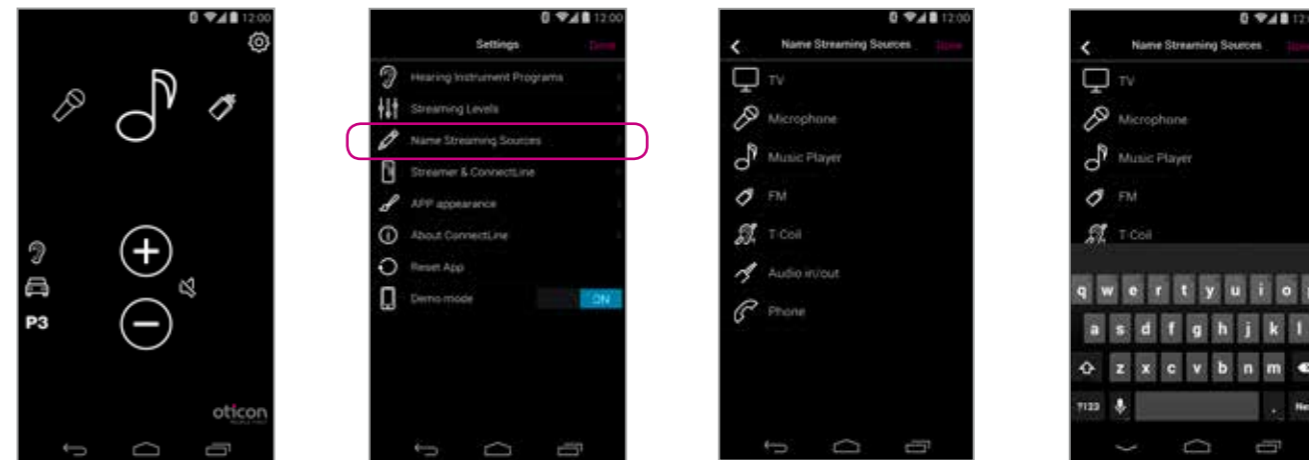 12:00
P3
oticon
PEOPLE FIRST
12:00
Settings Done
Hearing Instrument Programs
Streaming Levels
Name Streaming Sources
Streamer & ConnectLine
APP appearance
About ConnectLine
Reset App
Demo mode ON
12:00
Name Streaming Sources Done
TV
Microphone
Music Player
FM
T-Coil
Audio in/out
Phone
Name Streaming Sources
TV
Microphone
Music Player
FM
T-Coil
q w e r t y u i o
a s d f g h j k l
z x c v b n m
?123 .